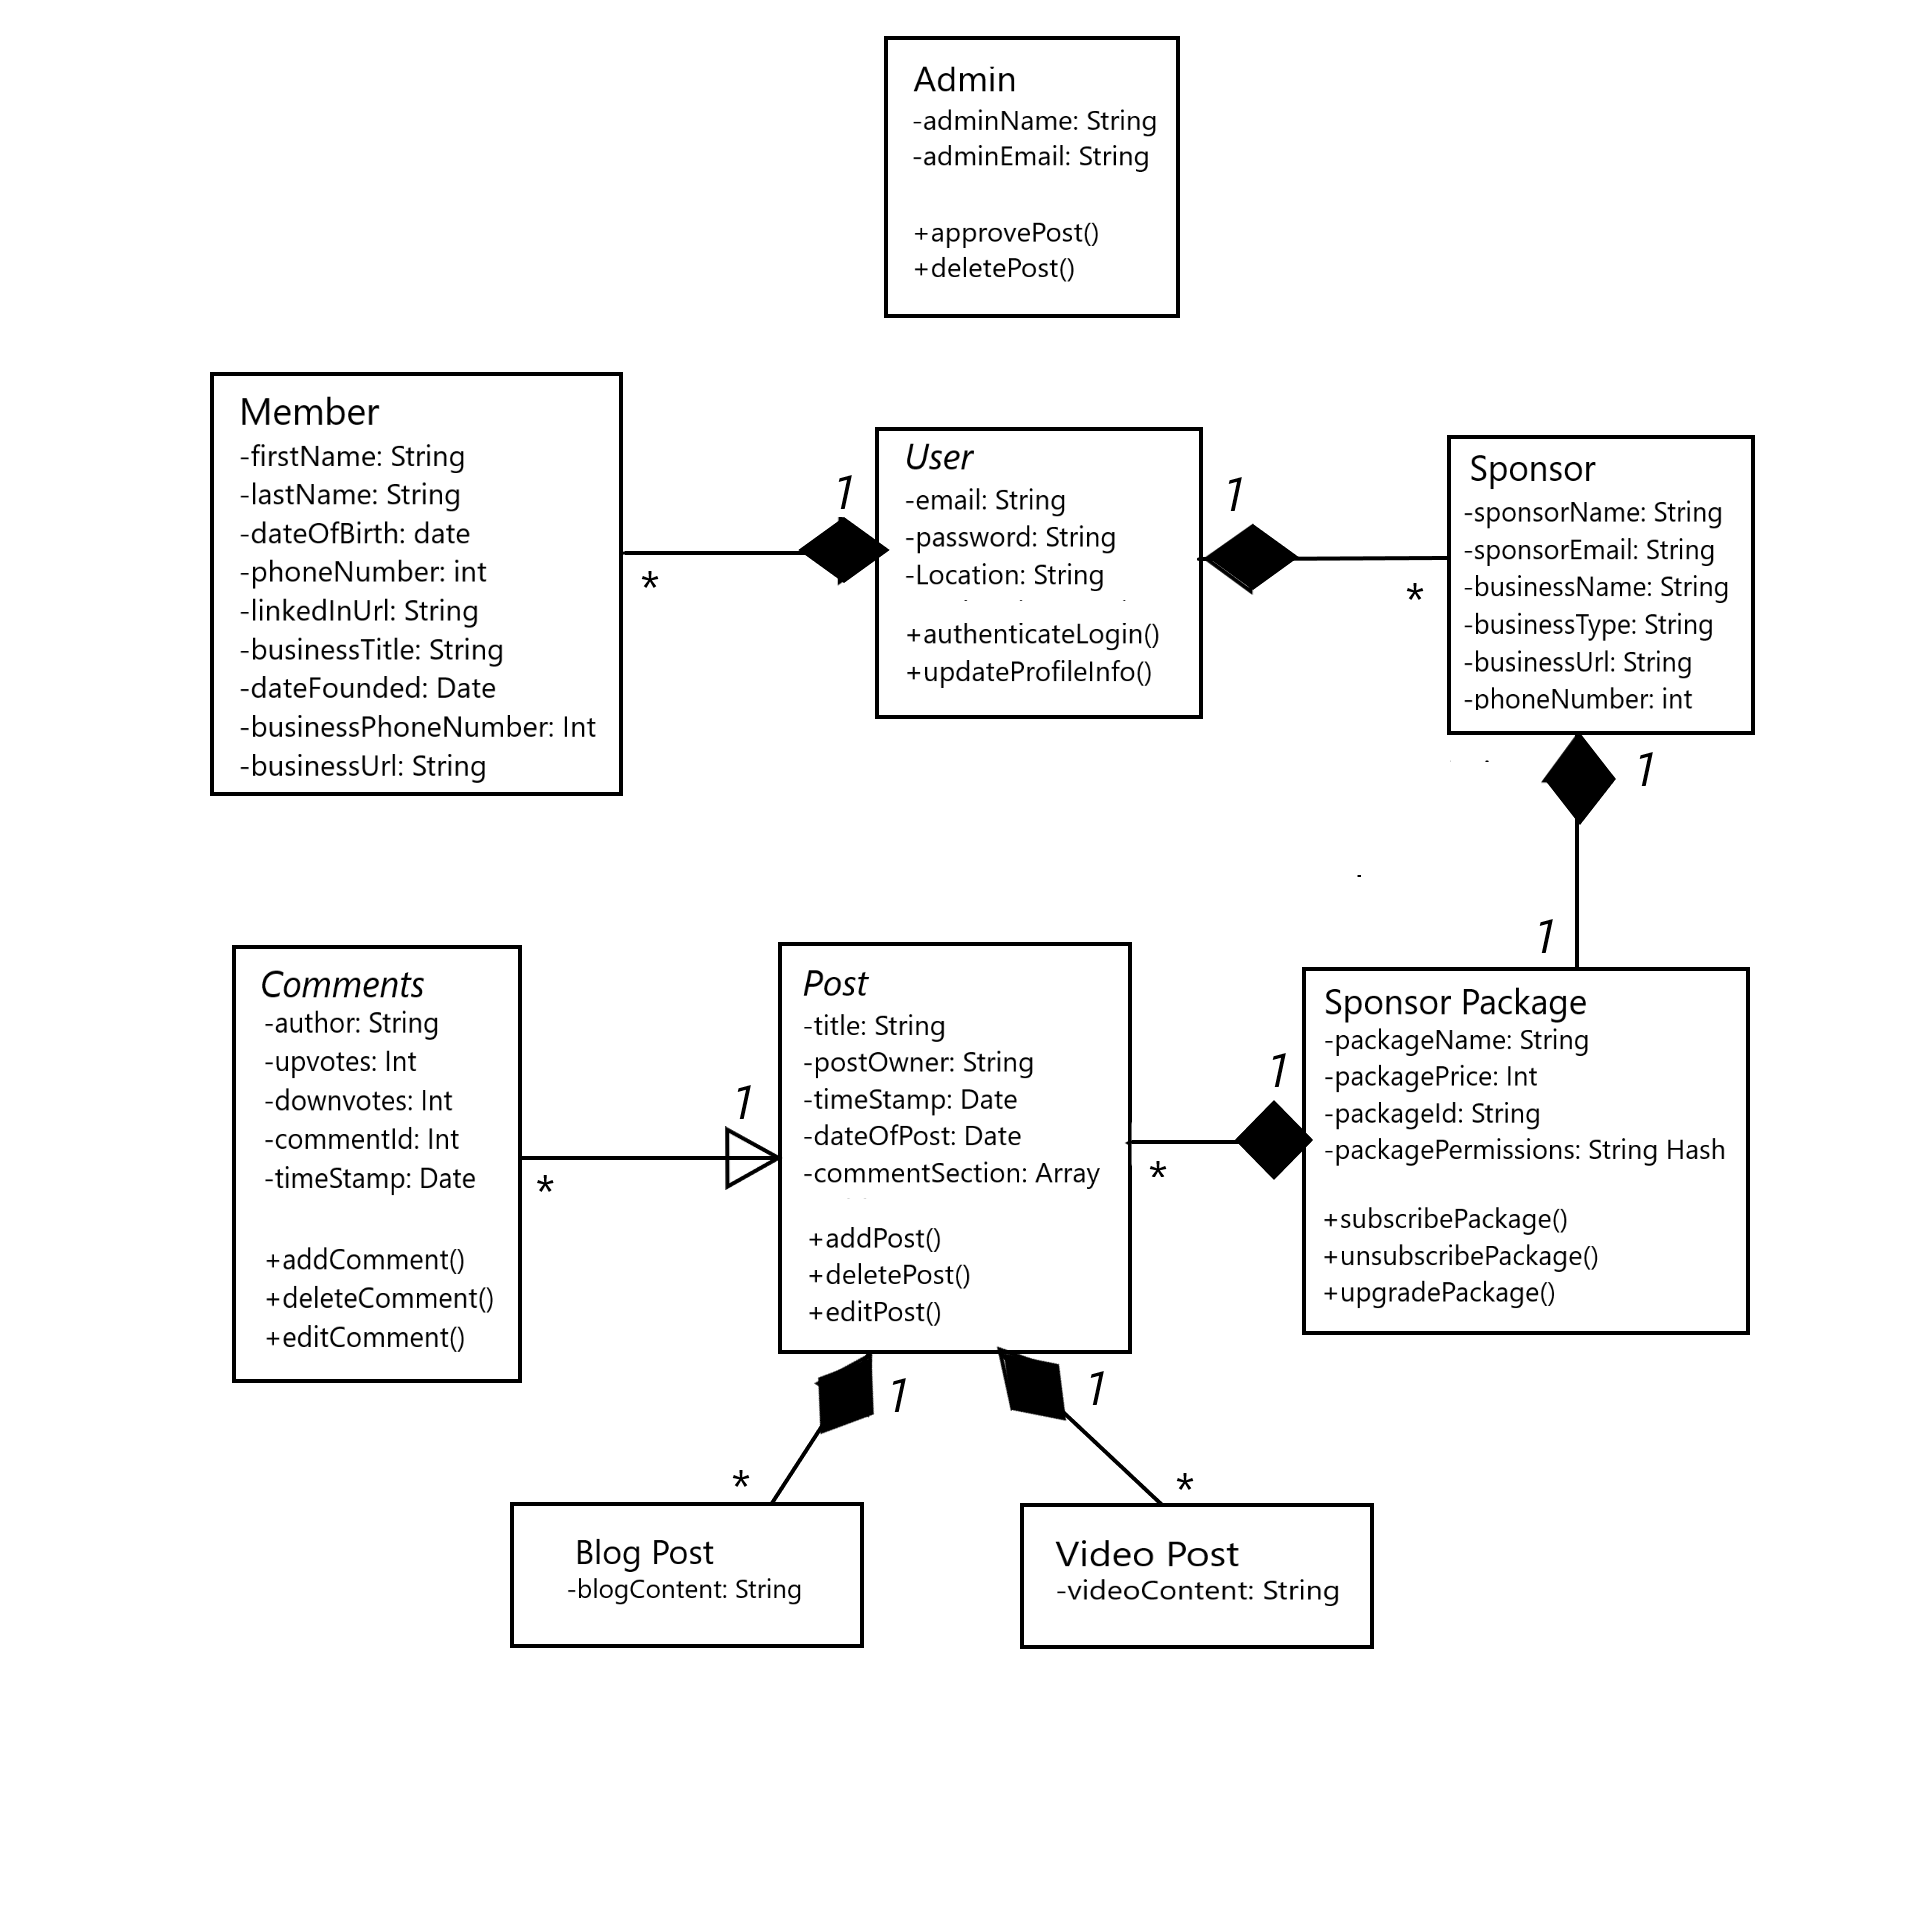 Admin
-adminName: String
-adminEmail: String
+approvePost()
+deletePost()
Member
-firstName: String
-lastName: String
-dateOfBirth: date
-phoneNumber: int
-linkedInUrl: String
-businessTitle: String
-dateFounded: Date
-businessPhoneNumber: Int
-businessUrl: String
1
*
User
-email: String
-password: String
-Location: String
+authenticateLogin()
+updateProfileInfo()
1
*
Sponsor
-sponsorName: String
-sponsorEmail: String
-businessName: String
-businessType: String
-businessUrl: String
-phoneNumber: int
1
1
Comments
-author: String
-upvotes: Int
-downvotes: Int
-commentId: Int
-timeStamp: Date
+addComment()
+deleteComment()
+editComment()
1
*
Post
-title: String
-postOwner: String
-timeStamp: Date
-dateOfPost: Date
-commentSection: Array
+addPost()
+deletePost()
+editPost()
1
*
Sponsor Package
-packageName: String
-packagePrice: Int
-packageId: String
-packagePermissions: String Hash
+subscribePackage()
+unsubscribePackage()
+upgradePackage()
1
*
1
*
Blog Post
-blogContent: String
Video Post
-videoContent: String